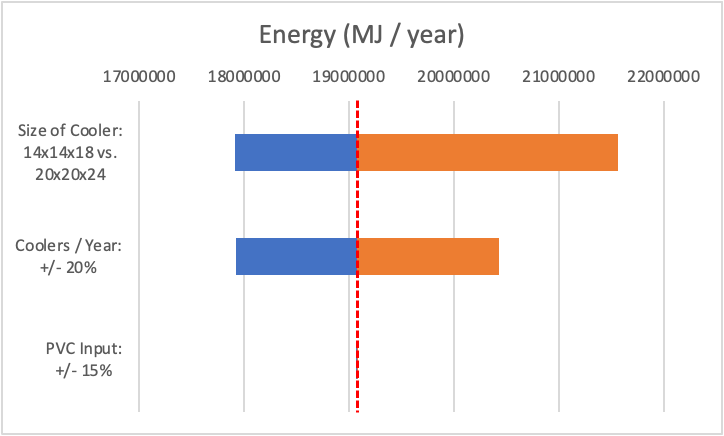 Energy (MJ / year)
17000000 18000000 19000000 20000000 21000000 22000000
Size of Cooler:
14x14x18 vs.
20x20x24
Coolers / Year:
+/- 20%
PVC Input:
+/- 15%